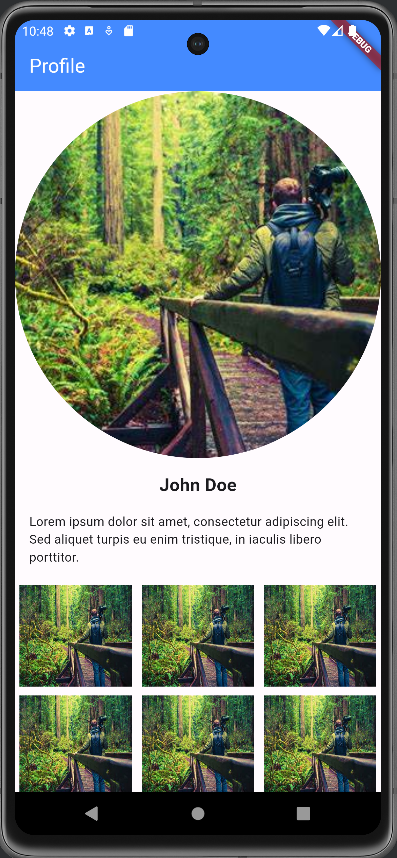 10:48
DEBUG
Profile
John Doe
Lorem ipsum dolor sit amet, consectetur adipiscing elit.
Sed aliquet turpis eu enim tristique, in iaculis libero
porttitor.